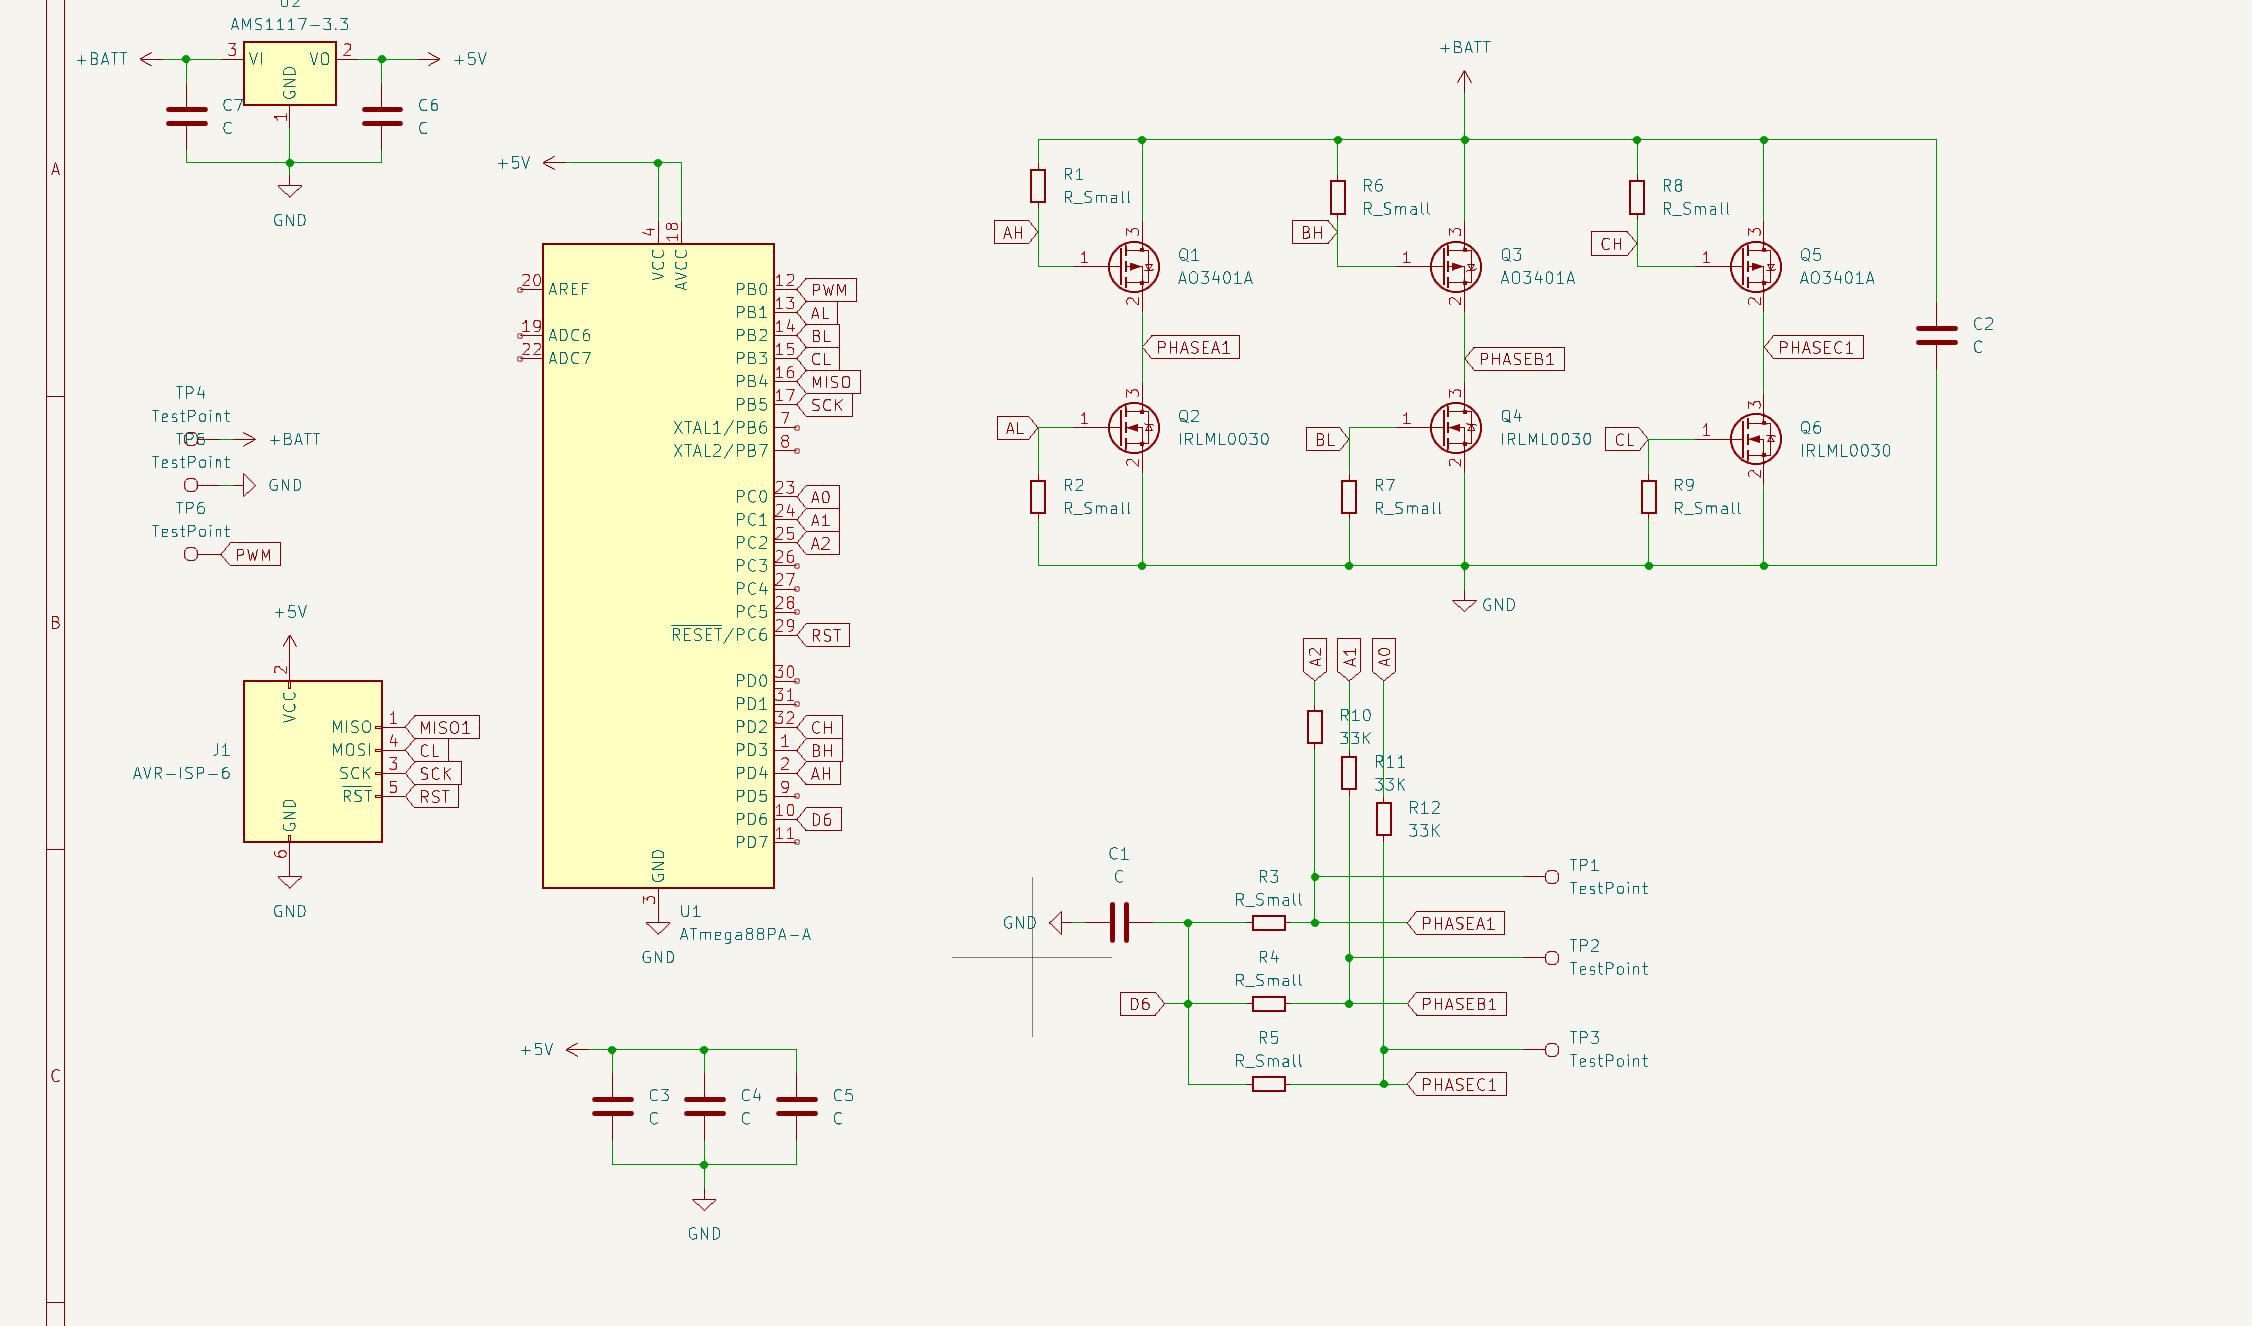 U2
AMS1117-3.3
+BATT
3
VI
VO
2
+5V
GND
1
C7
C
C6
C
GND
A
B
C
+5V
4
18
VCC
AVCC
20
AREF
19
ADC6
22
ADC7
PB0
12
PWM
PB1
13
AL
PB2
14
BL
PB3
15
CL
PB4
16
MISO
PB5
17
SCK
XTAL1/PB6
7
XTAL2/PB7
8
PC0
23
A0
PC1
24
A1
PC2
25
A2
PC3
26
PC4
27
PC5
28
RESET/PC6
29
RST
PD0
30
PD1
31
PD2
32
CH
PD3
1
BH
PD4
2
AH
PD5
9
PD6
10
D6
PD7
11
GND
3
U1
ATmega88PA-A
GND
TP4
TestPoint
+BATT
TP5
TestPoint
GND
TP6
TestPoint
PWM
+5V
2
VCC
MISO
1
MISO1
MOSI
4
CL
SCK
3
SCK
RST
5
RST
J1
AVR-ISP-6
GND
6
GND
+5V
C3
C
C4
C
C5
C
GND
+BATT
R1
R_Small
AH
1
3
2
Q1
AO3401A
R6
R_Small
BH
1
3
2
Q3
AO3401A
R8
R_Small
CH
1
3
2
Q5
AO3401A
PHASEA1
PHASEB1
PHASEC1
C2
C
AL
1
3
2
Q2
IRLML0030
R2
R_Small
BL
1
3
2
Q4
IRLML0030
R7
R_Small
CL
1
3
2
Q6
IRLML0030
R9
R_Small
GND
A2
A1
A0
R10
33K
R11
33K
R12
33K
C1
C
GND
R3
R_Small
PHASEA1
TP1
TestPoint
R4
R_Small
D6
PHASEB1
TP2
TestPoint
R5
R_Small
PHASEC1
TP3
TestPoint